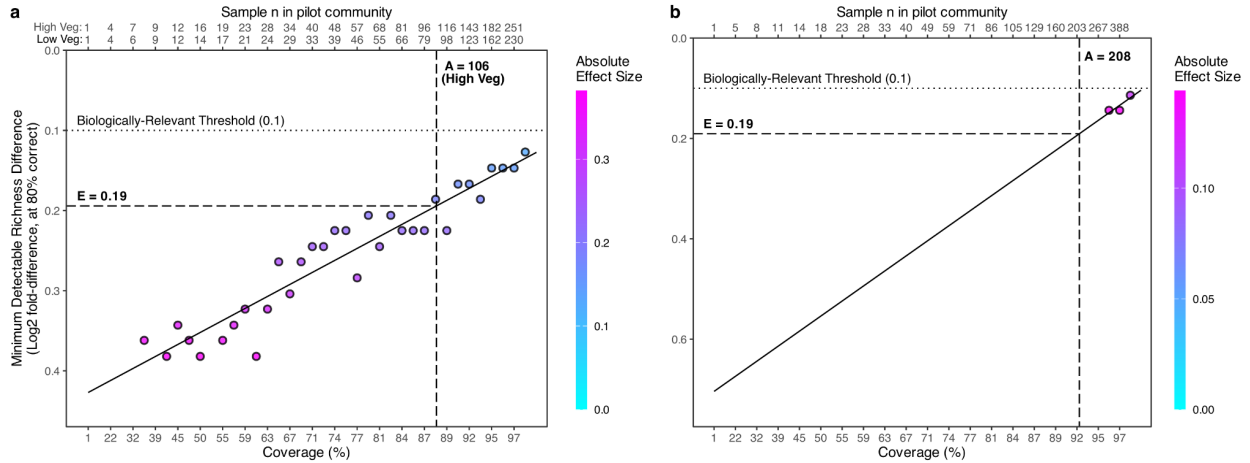 a
Sample n in pilot community
High Veg: 1 4 7 9 12 16 19 23 28 34 40 48 57 68 81 96 116 143 182 251
Low Veg: 1 4 6 9 12 14 17 21 24 29 33 39 46 55 66 79 98 123 162 230
0.0
0.1
0.2
0.3
0.4
Minimum Detectable Richness Difference
(Log2 fold-difference, at 80% correct)
A = 106
(High Veg)
Biologically-Relevant Threshold (0.1)
E = 0.19
1 22 32 39 45 50 55 59 63 67 71 74 77 81 84 87 89 92 95 97
Coverage (%)
Absolute
Effect Size
0.3
0.2
0.1
0.0
b
Sample n in pilot community
1 5 8 11 14 18 23 28 33 40 49 59 71 86 105 129 160 203 267 388
0.0
0.2
0.4
0.6
A = 208
Biologically-Relevant Threshold (0.1)
E = 0.19
1 22 32 39 45 50 55 59 63 67 71 74 77 81 84 87 89 92 95 97
Coverage (%)
Absolute
Effect Size
0.10
0.05
0.00